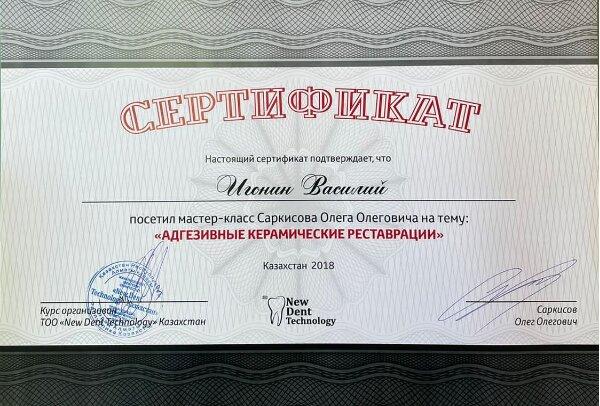 СЕРТИФИКАТ
Настоящий сертификат подтверждает, что
Игонин Василий
посетил мастер-класс Саркисова Олега Олеговича на тему:
«АДГЕЗИВНЫЕ КЕРАМИЧЕСКИЕ РЕСТАВРАЦИИ»
Казахстан 2018
Курс организован
ТОО «New Dent Technology» Казахстан
New
Dent
Technology
Саркисов
Олег Олегович